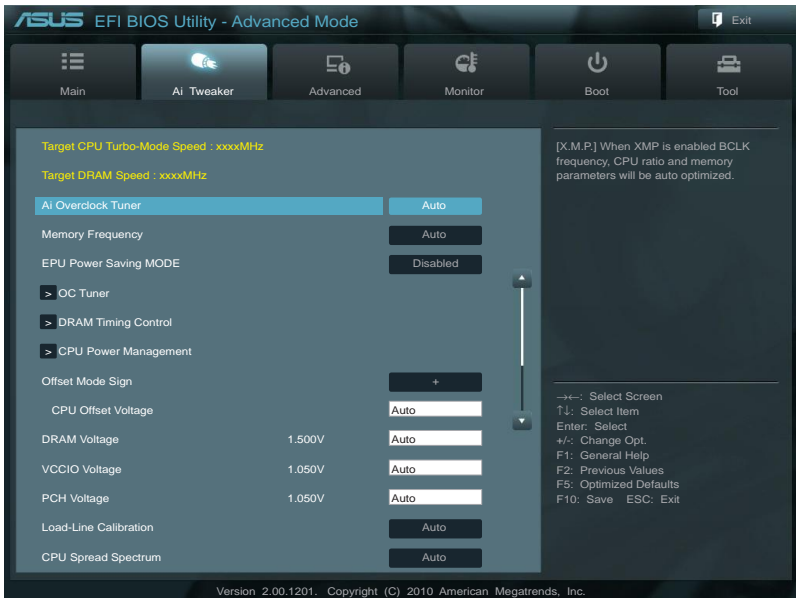 ASUS EFI BIOS Utility - Advanced Mode
Exit
Main
Ai Tweaker
Advanced
Monitor
Boot
Tool
Target CPU Turbo-Mode Speed : xxxxMHz
Target DRAM Speed : xxxxMHz
Ai Overclock Tuner Auto
Memory Frequency Auto
EPU Power Saving MODE Disabled
> OC Tuner
> DRAM Timing Control
> CPU Power Management
Offset Mode Sign +
CPU Offset Voltage Auto
DRAM Voltage 1.500V Auto
VCCIO Voltage 1.050V Auto
PCH Voltage 1.050V Auto
Load-Line Calibration Auto
CPU Spread Spectrum Auto
[X.M.P.] When XMP is enabled BCLK
frequency, CPU ratio and memory
parameters will be auto optimized.
→←: Select Screen
↑↓: Select Item
Enter: Select
+/-: Change Opt.
F1: General Help
F2: Previous Values
F5: Optimized Defaults
F10: Save ESC: Exit
Version 2.00.1201. Copyright (C) 2010 American Megatrends, Inc.